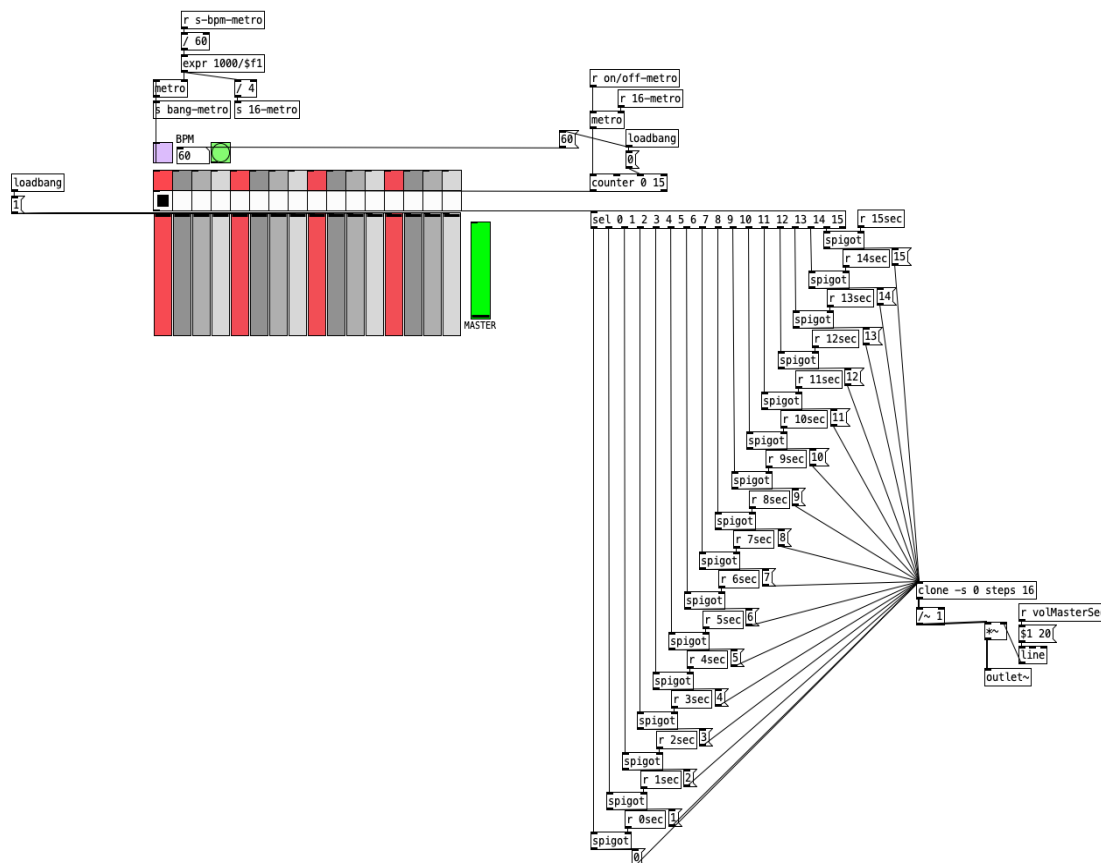 r s-bpm-metro
/ 60
expr 1000/$f1
metro
/ 4
s bang-metro
s 16-metro
BPM
60
loadbang
1
MASTER
r on/off-metro
r 16-metro
metro
60
loadbang
0
counter 0 15
sel 0 1 2 3 4 5 6 7 8 9 10 11 12 13 14 15
r 15sec
spigot
r 14sec
15
spigot
r 13sec
14
spigot
r 12sec
13
spigot
r 11sec
12
spigot
r 10sec
11
spigot
r 9sec
10
spigot
r 8sec
9
spigot
r 7sec
8
spigot
r 6sec
7
spigot
r 5sec
6
spigot
r 4sec
5
spigot
r 3sec
4
spigot
r 2sec
3
spigot
r 1sec
2
spigot
r 0sec
1
spigot
0
clone -s 0 steps 16
/~ 1
*~
r volMasterSe
$1 20
line
outlet~